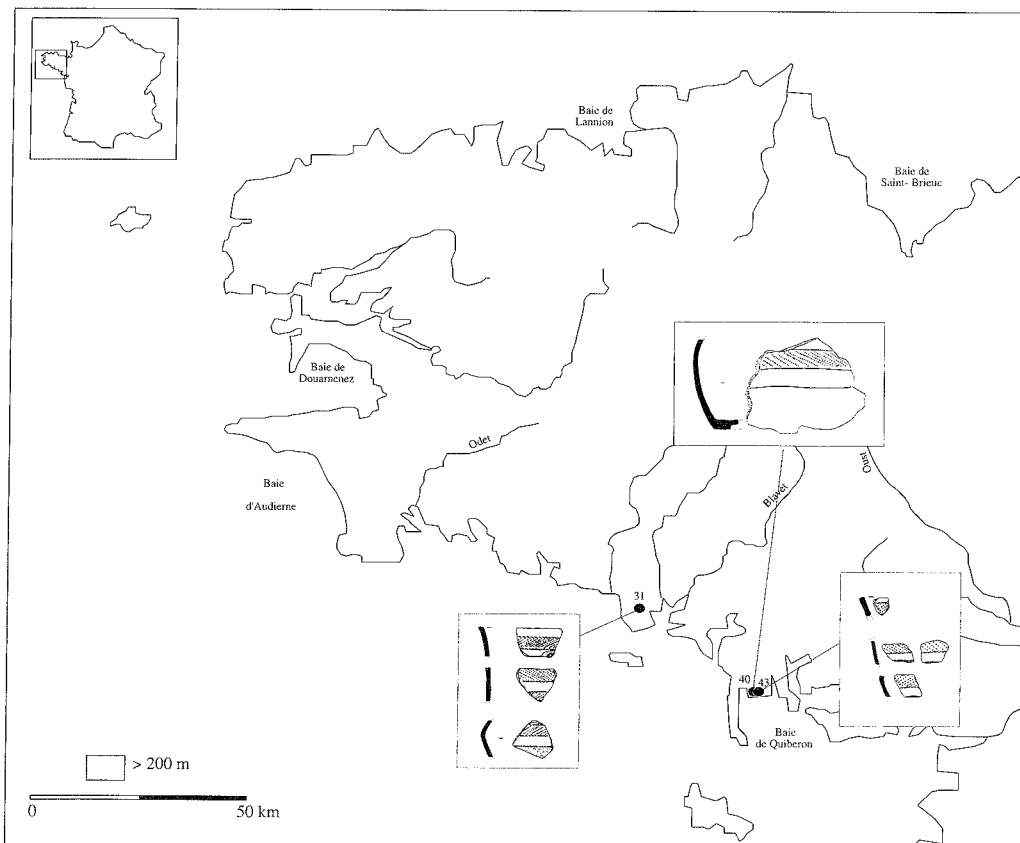 Baie de
Lannion
Baie de
Saint- Brieuc
Baie de
Douarnenez
Odet
Baie
d'Audierne
Blavet
Oust
31
40
43
Baie
de Quiberon
> 200 m
0
50 km